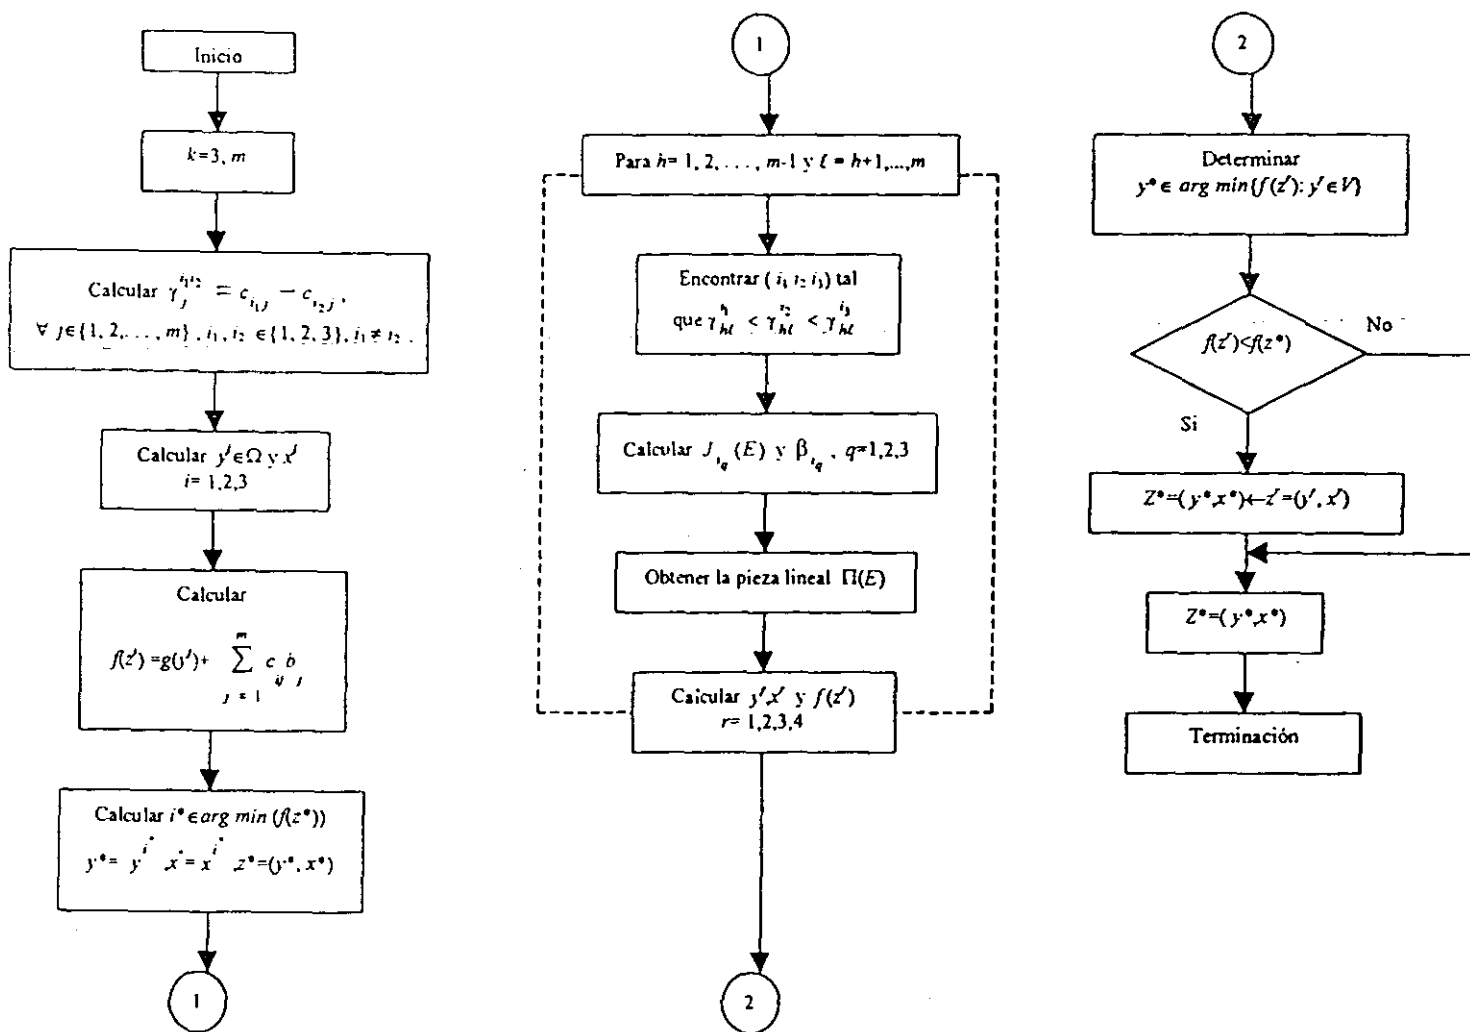 Inicio
k=3, m
Calcular γ_j^{i₁i₂} = c_{i₁j} − c_{i₂j},
∀ j∈{1, 2,..., m}, i₁, i₂ ∈{1, 2, 3}, i₁ ≠ i₂.
Calcular y^i∈Ω y x^i
i= 1,2,3
Calcular
f(z^i) =g(y^i)+ ∑_{j=1}^{m} c_{ij} b_j
Calcular i*∈arg min (f(z*))
y*= y^{i*}, x*= x^{i*}, z*=(y*, x*)
1
1
Para h= 1, 2, . . . , m-1 y ℓ = h+1,...,m
Encontrar (i₁ i₂ i₃) tal
que γ_{hℓ}^{i₁} < γ_{hℓ}^{i₂} < γ_{hℓ}^{i₃}
Calcular J_{i_q}(E) y β_{i_q}, q=1,2,3
Obtener la pieza lineal Π(E)
Calcular y^r,x^r y f(z^r)
r= 1,2,3,4
2
2
Determinar
y*∈ arg min{f(z^r): y^r∈V}
f(z^r)<f(z*)
No
Si
Z*=(y*,x*)←z^r=(y^r, x^r)
Z*=(y*,x*)
Terminación